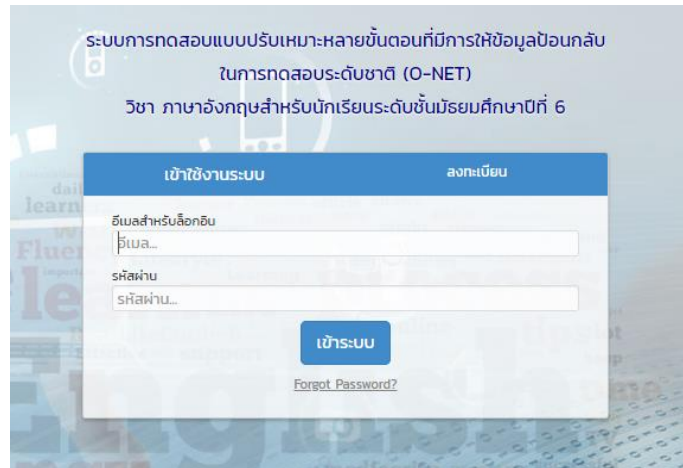 ระบบการทดสอบแบบปรับเหมาะหลายขั้นตอนที่มีการให้ข้อมูลป้อนกลับ
ในการทดสอบระดับชาติ (O-NET)
วิชา ภาษาอังกฤษสำหรับนักเรียนระดับชั้นมัธยมศึกษาปีที่ 6
เข้าใช้งานระบบ ลงทะเบียน
อีเมลสำหรับล็อกอิน
อีเมล...
รหัสผ่าน
รหัสผ่าน...
เข้าระบบ
Forgot Password?
daily
learn
Fluen
important
English